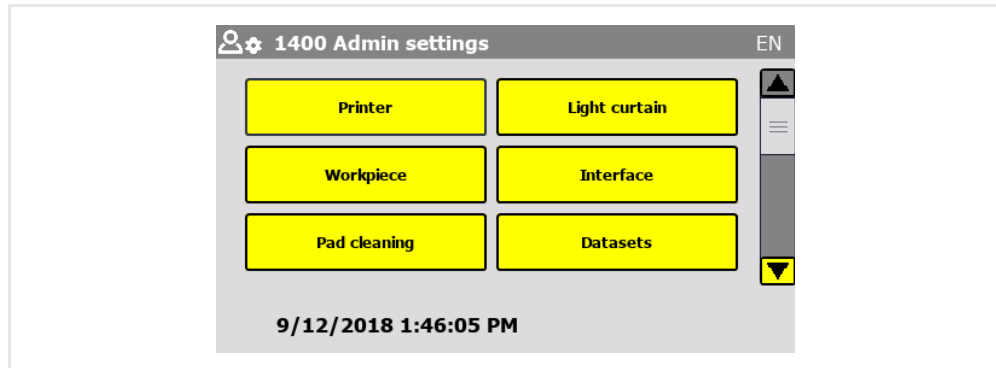 1400 Admin settings EN
Printer Light curtain
Workpiece Interface
Pad cleaning Datasets
9/12/2018 1:46:05 PM